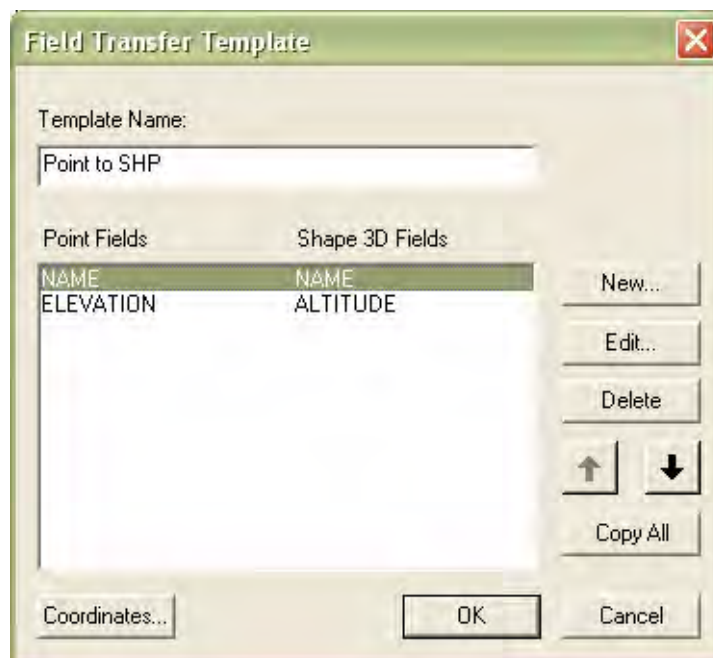 Field Transfer Template
Template Name:
Point to SHP
Point Fields Shape 3D Fields
NAME NAME
ELEVATION ALTITUDE
New...
Edit...
Delete
Copy All
Coordinates... OK Cancel